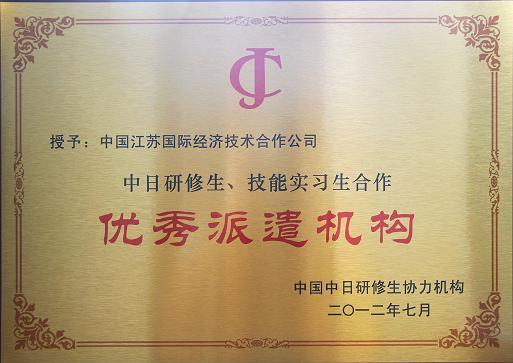 JC
授予：中国江苏国际经济技术合作公司
中日研修生、技能实习生合作
优秀派遣机构
中国中日研修生协力机构
二〇一二年七月